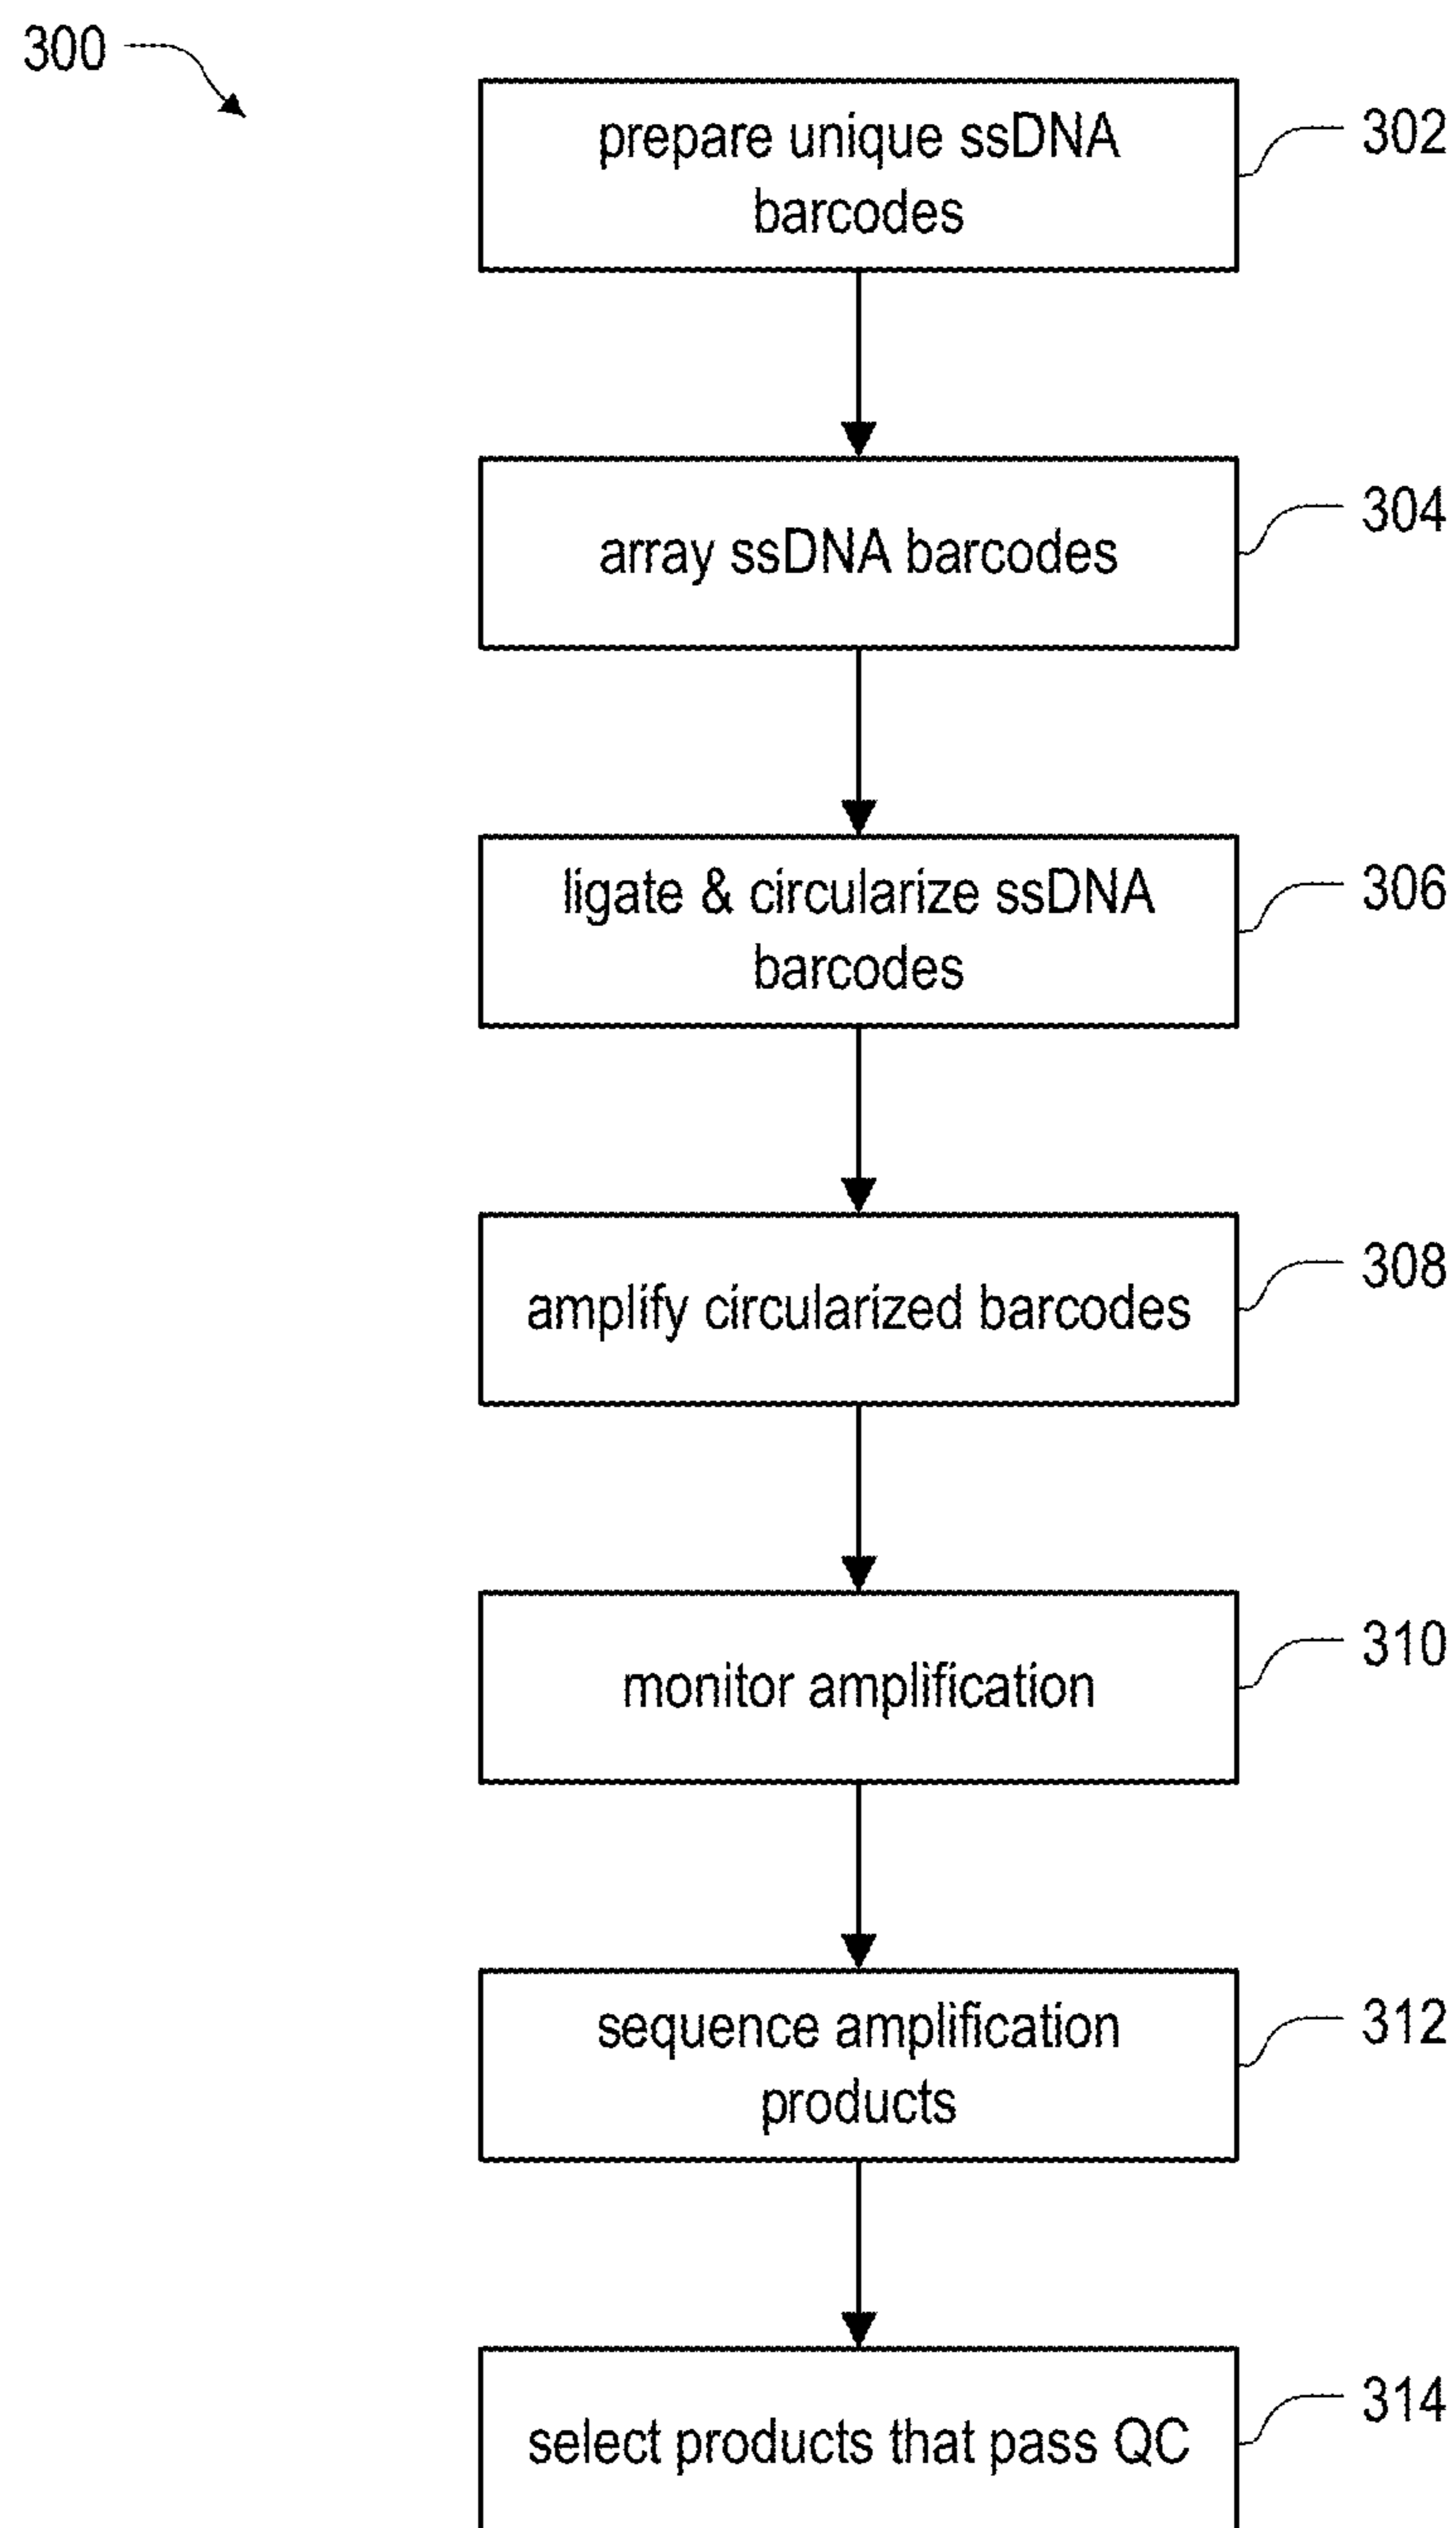 300
prepare unique ssDNA
barcodes
302
array ssDNA barcodes
304
ligate & circularize ssDNA
barcodes
306
amplify circularized barcodes
308
monitor amplification
310
sequence amplification
products
312
select products that pass QC
314